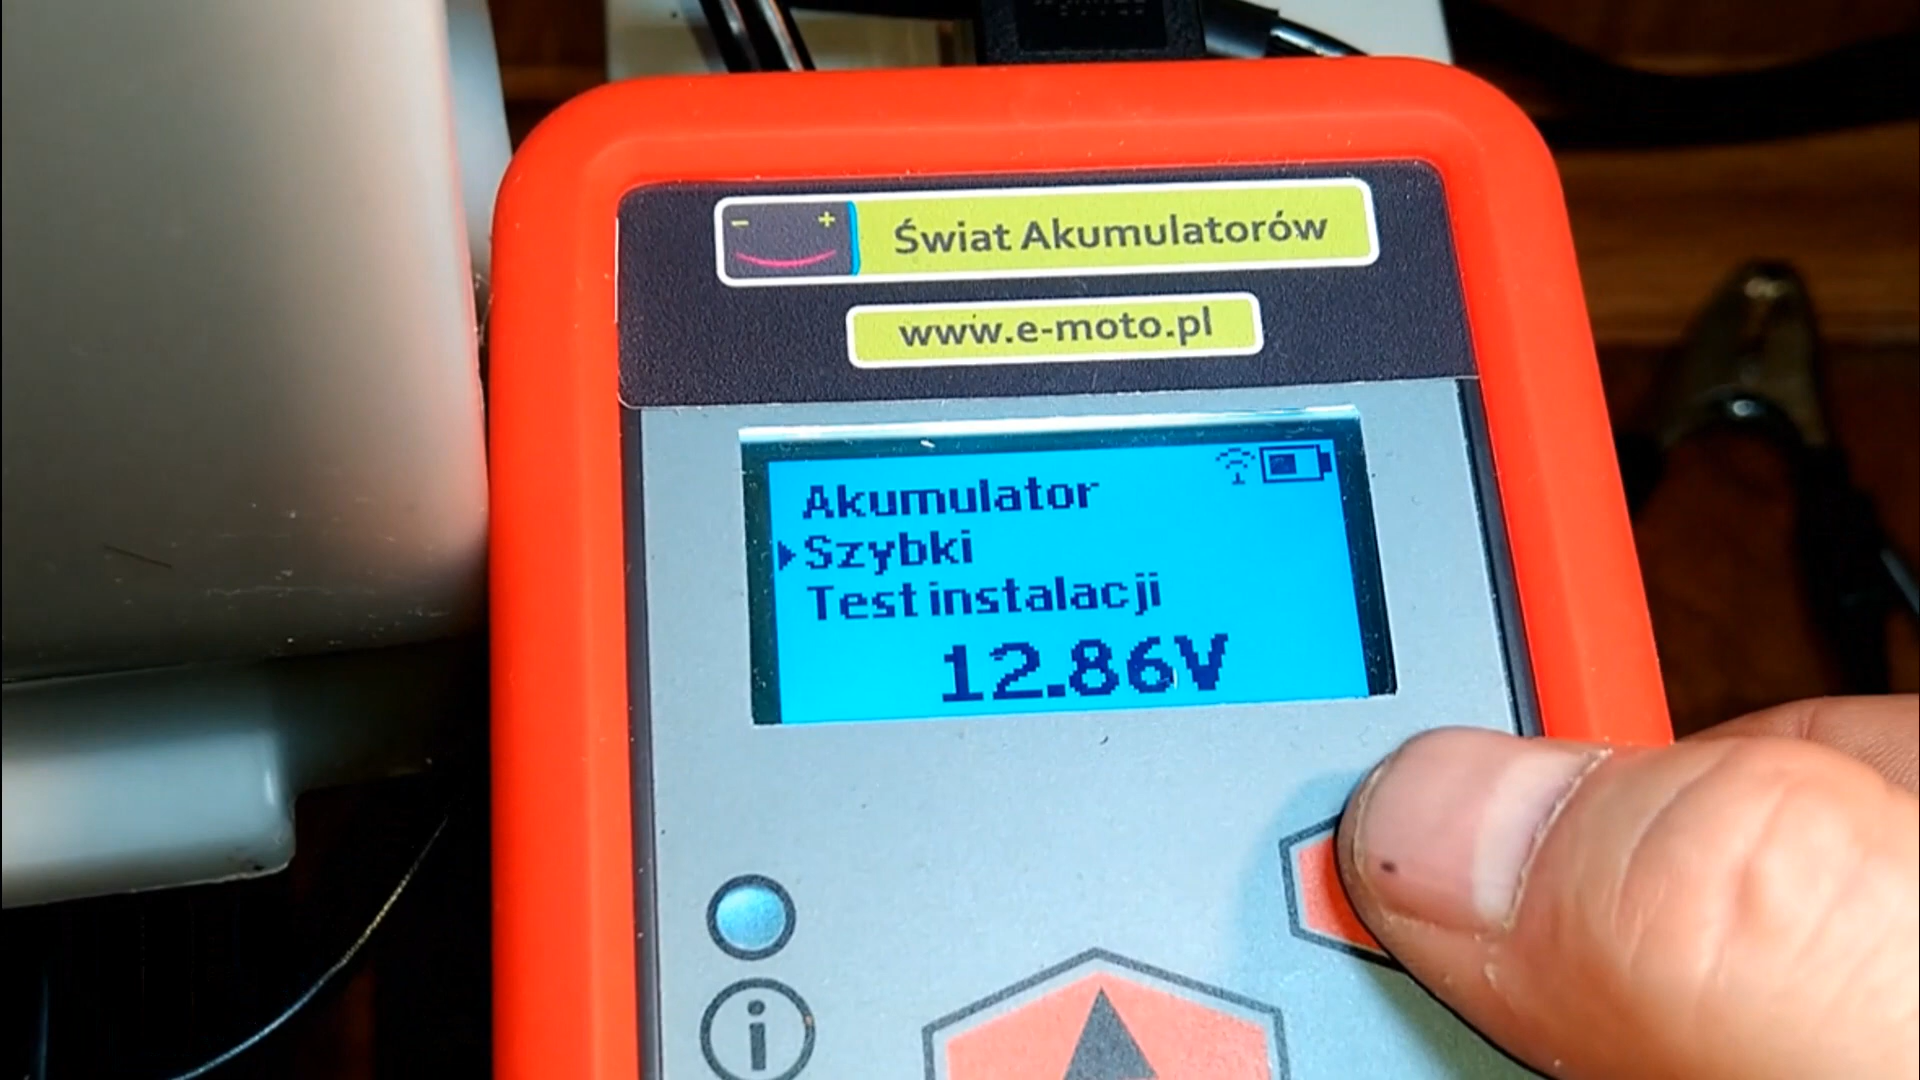 Świat Akumulatorów
www.e-moto.pl
Akumulator
Szybki
Test instalacji
12.86V
i